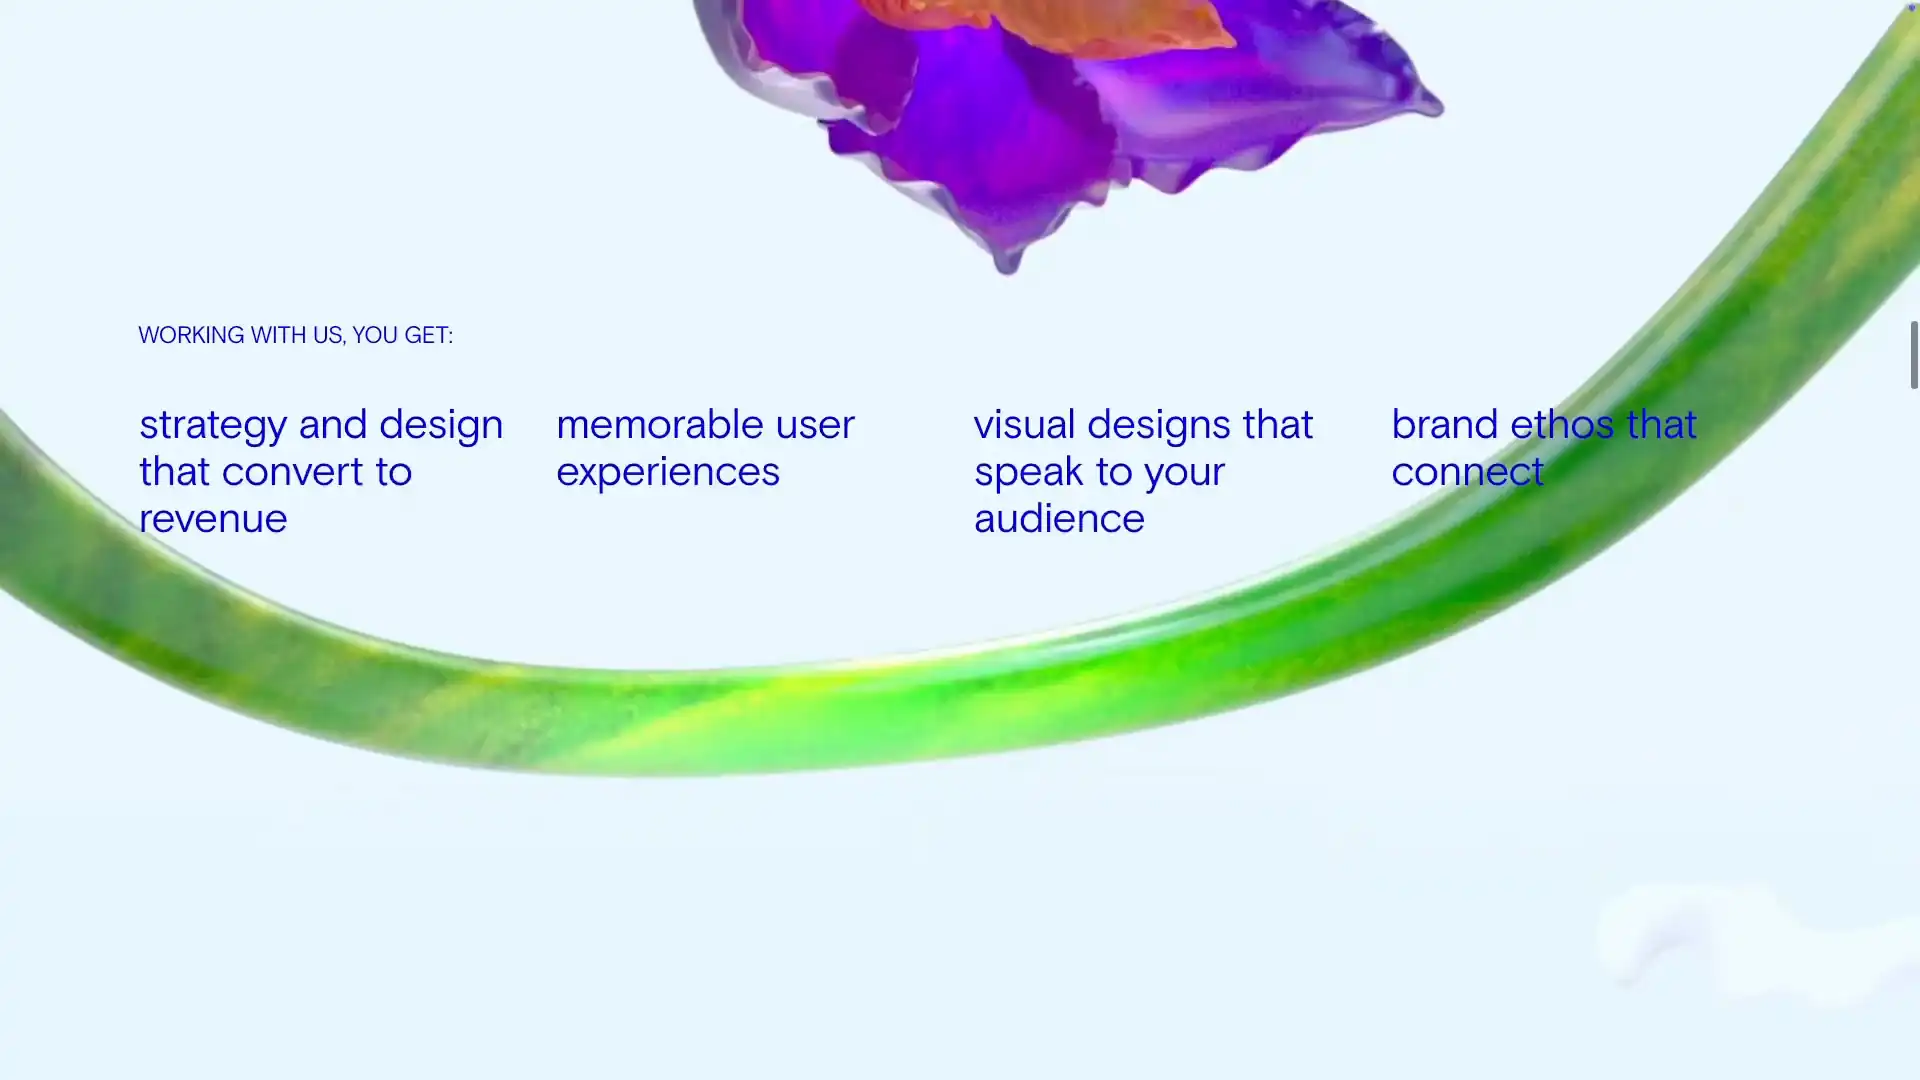 WORKING WITH US, YOU GET:
strategy and design
that convert to
revenue
memorable user
experiences
visual designs that
speak to your
audience
brand ethos that
connect